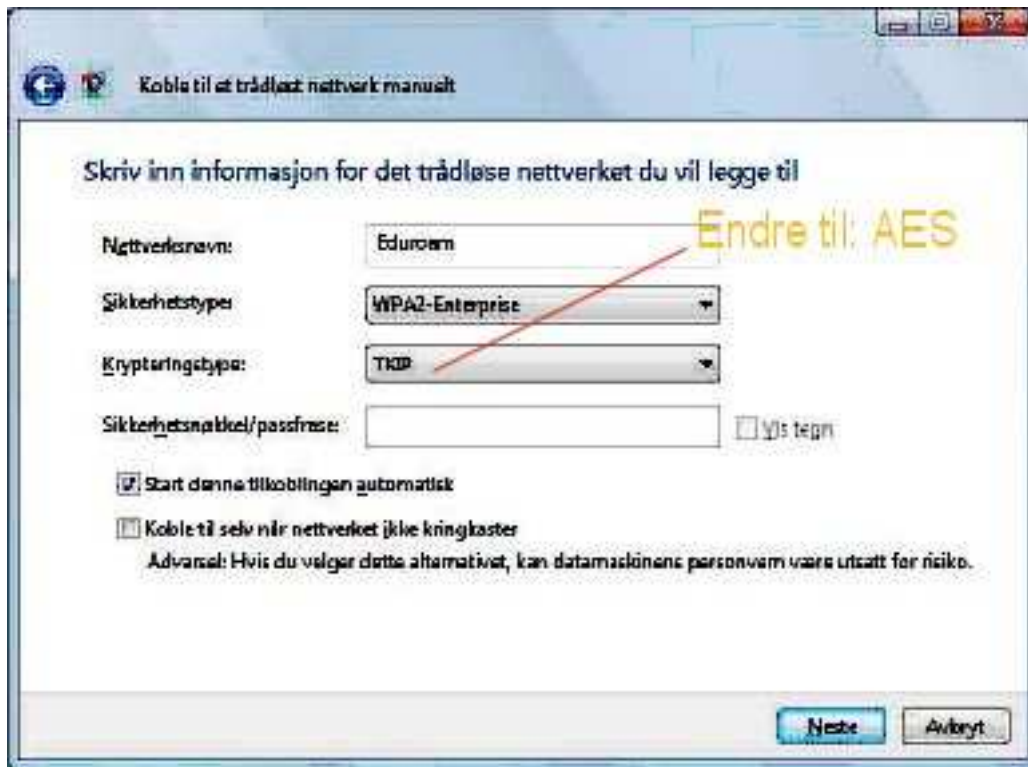 Koble til et trådløst nettverk manuelt
Skriv inn informasjon for det trådløse nettverket du vil legge til
Endre til: AES
Nettverksnavn: Eduroam
Sikkerhetstype: WPA2-Enterprise
Krypteringstype: TKIP
Sikkerhetsnøkkel/passfrase: Vis tegn
Start denne tilkoblingen automatisk
Koble til selv når nettverket ikke kringkaster
Advarsel: Hvis du velger dette alternativet, kan datamaskinens personvern være utsatt for risiko.
Neste Avbryt